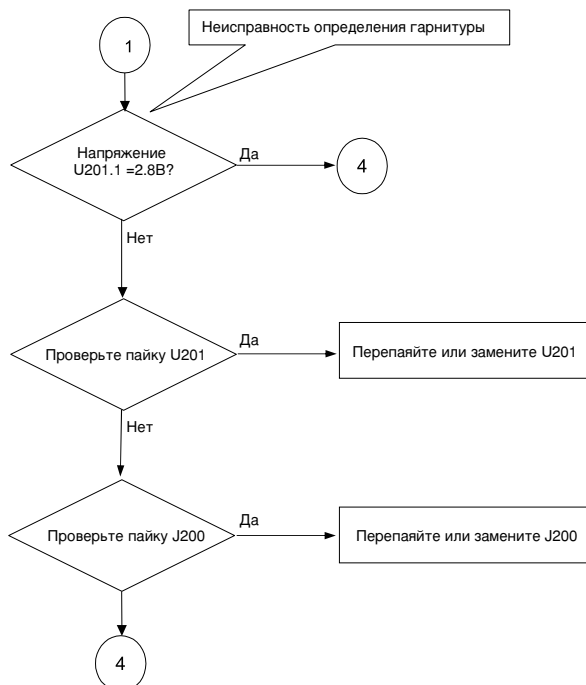 Неисправность определения гарнитуры
1
Напряжение
U201.1 =2.8В?
Да
4
Нет
Проверьте пайку U201
Да
Перепаяйте или замените U201
Нет
Проверьте пайку J200
Да
Перепаяйте или замените J200
4